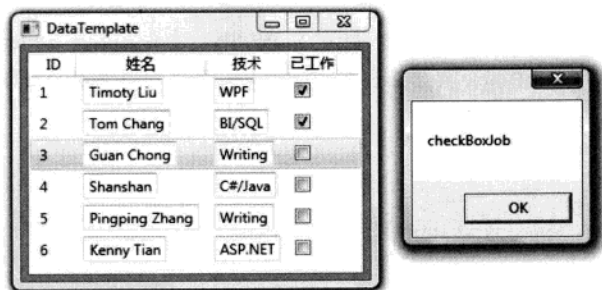 DataTemplate
ID 姓名 技术 已工作
1 Timoty Liu WPF
2 Tom Chang BI/SQL
3 Guan Chong Writing
4 Shanshan C#/Java
5 Pingping Zhang Writing
6 Kenny Tian ASP.NET
checkBoxJob
OK